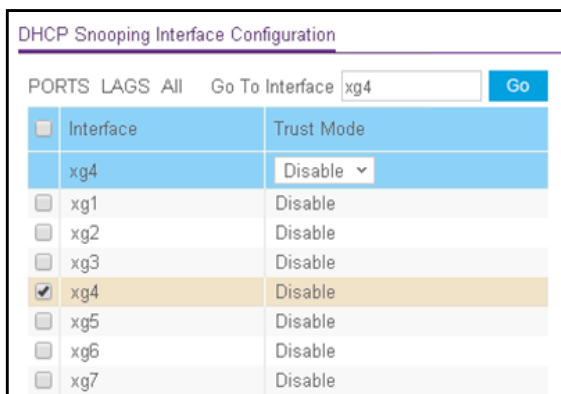 DHCP Snooping Interface Configuration
PORTS LAGS All Go To Interface xg4 Go
Interface Trust Mode
xg4 Disable
xg1 Disable
xg2 Disable
xg3 Disable
xg4 Disable
xg5 Disable
xg6 Disable
xg7 Disable